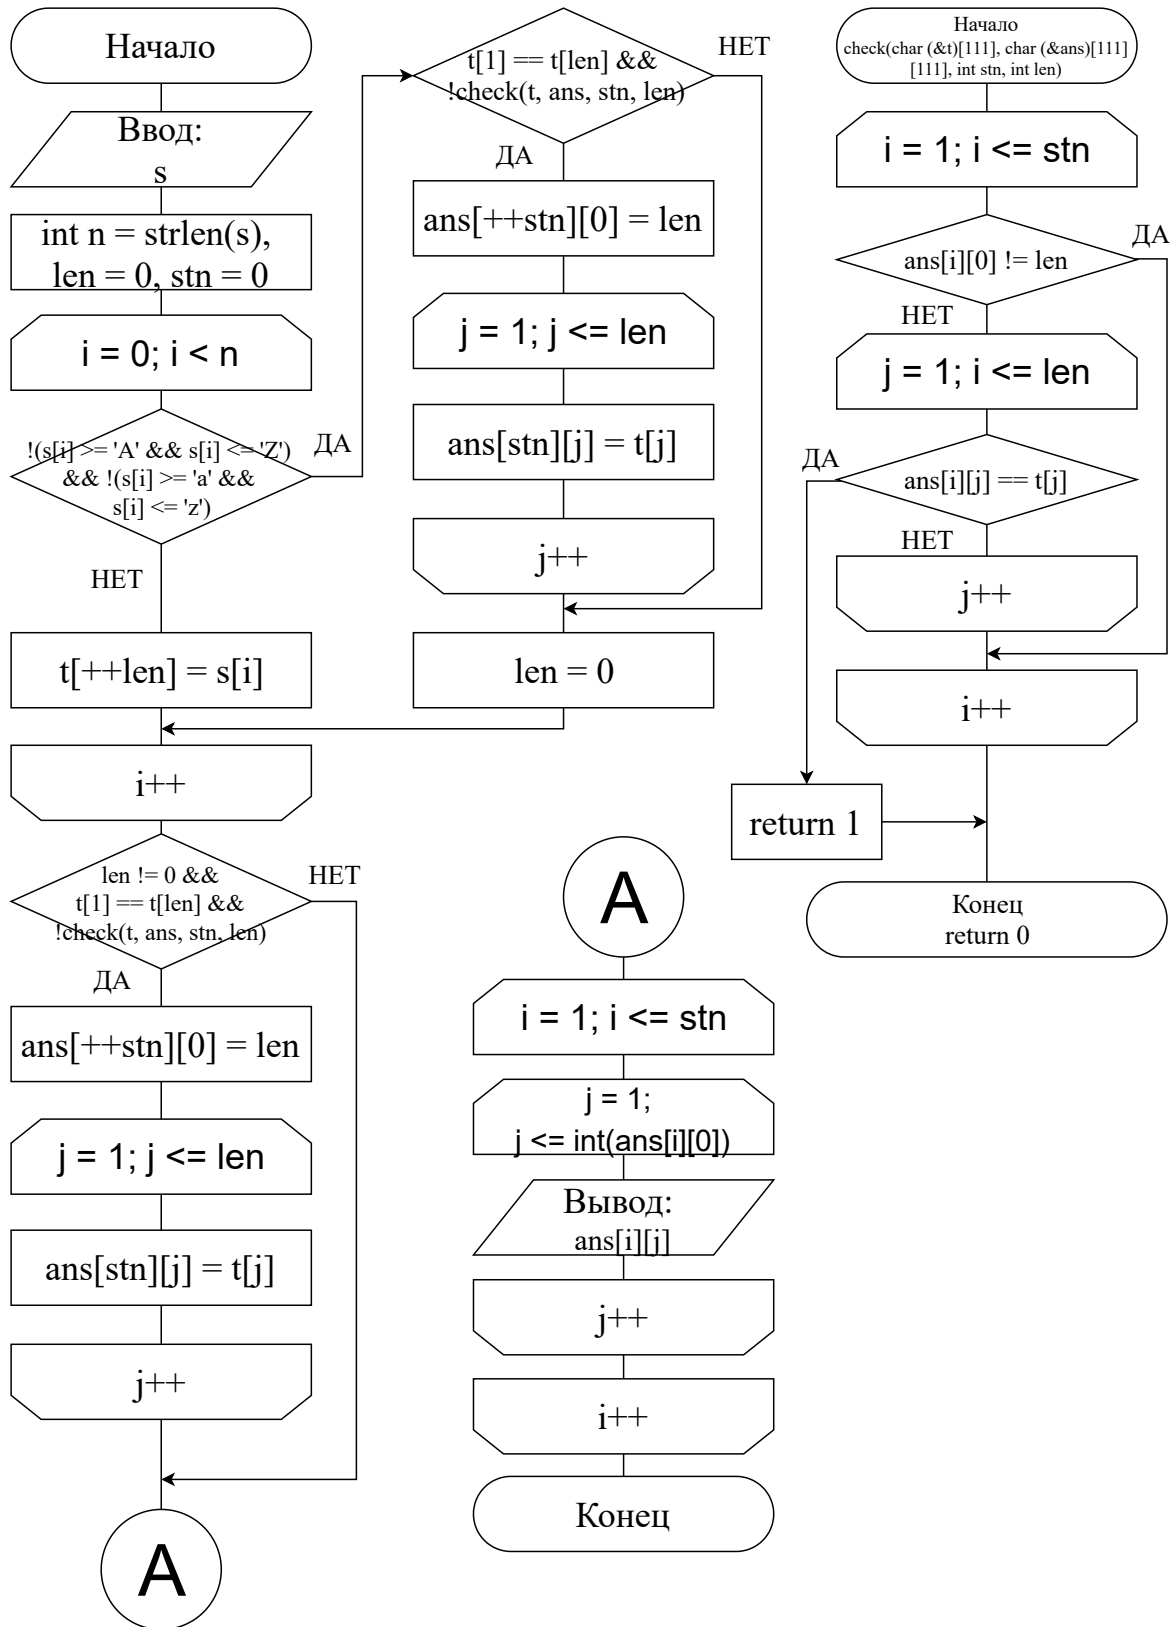 Начало
Ввод:
s
int n = strlen(s),
len = 0, stn = 0
i = 0; i < n
!(s[i] >= 'A' && s[i] <= 'Z')
&& !(s[i] >= 'a' &&
s[i] <= 'z')
ДА
НЕТ
t[++len] = s[i]
i++
len != 0 &&
t[1] == t[len] &&
!check(t, ans, stn, len)
НЕТ
ДА
ans[++stn][0] = len
j = 1; j <= len
ans[stn][j] = t[j]
j++
A
t[1] == t[len] &&
!check(t, ans, stn, len)
НЕТ
ДА
ans[++stn][0] = len
j = 1; j <= len
ans[stn][j] = t[j]
j++
len = 0
A
i = 1; i <= stn
j = 1;
j <= int(ans[i][0])
Вывод:
ans[i][j]
j++
i++
Конец
Начало
check(char (&t)[111], char (&ans)[111]
[111], int stn, int len)
i = 1; i <= stn
ДА
ans[i][0] != len
НЕТ
j = 1; i <= len
ДА
ans[i][j] == t[j]
НЕТ
j++
i++
return 1
Конец
return 0